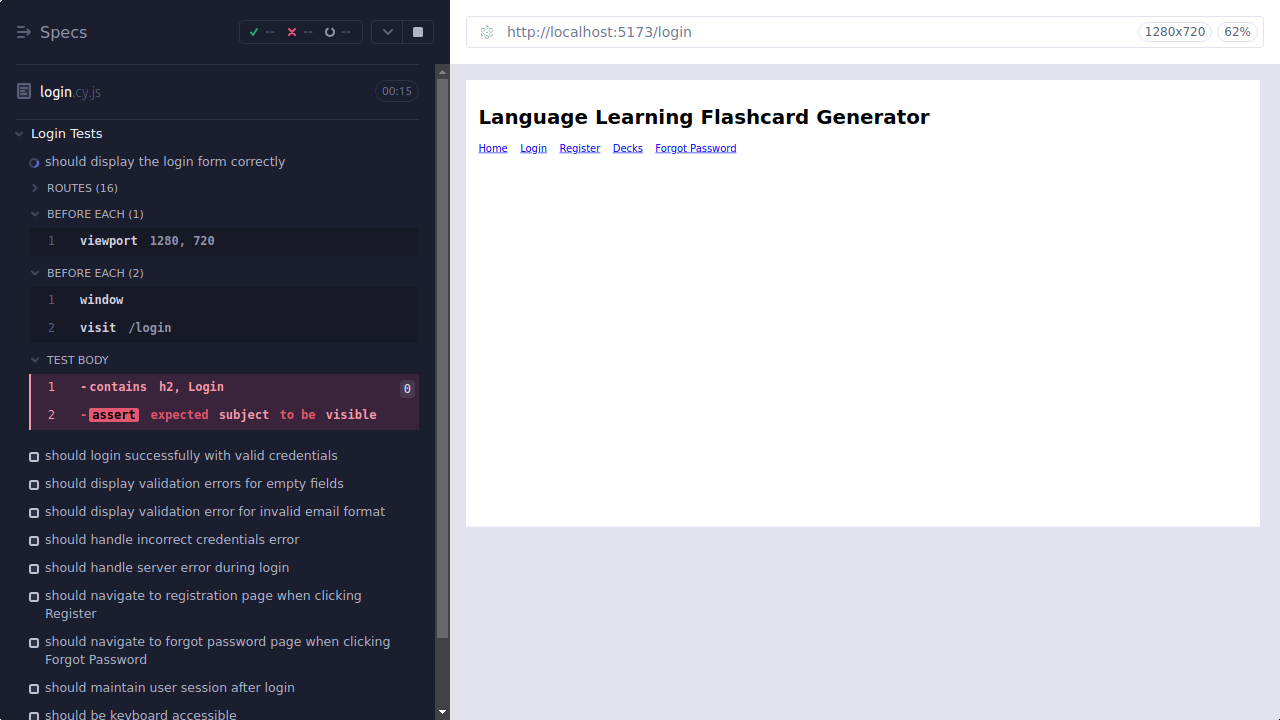 Specs
-- -- --
login.cy.js 00:15
Login Tests
should display the login form correctly
ROUTES (16)
BEFORE EACH (1)
1 viewport 1280, 720
BEFORE EACH (2)
1 window
2 visit /login
TEST BODY
1 -contains h2, Login 0
2 -assert expected subject to be visible
should login successfully with valid credentials
should display validation errors for empty fields
should display validation error for invalid email format
should handle incorrect credentials error
should handle server error during login
should navigate to registration page when clicking
Register
should navigate to forgot password page when clicking
Forgot Password
should maintain user session after login
should be keyboard accessible
http://localhost:5173/login 1280x720 62%
Language Learning Flashcard Generator
Home Login Register Decks Forgot Password